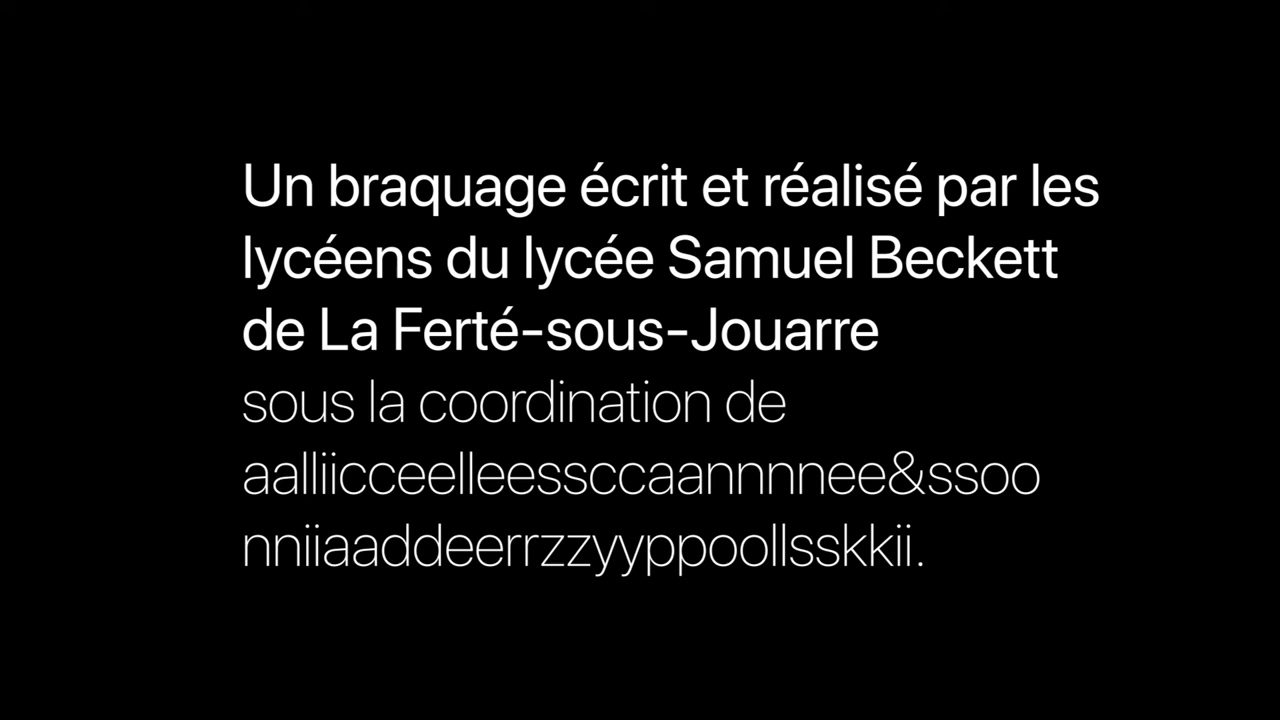 Un braquage écrit et réalisé par les
lycéens du lycée Samuel Beckett
de La Ferté-sous-Jouarre
sous la coordination de
aalliicceelleessccaannnnee&ssoo
nniiaaddeerrzzyyppoollsskkii.